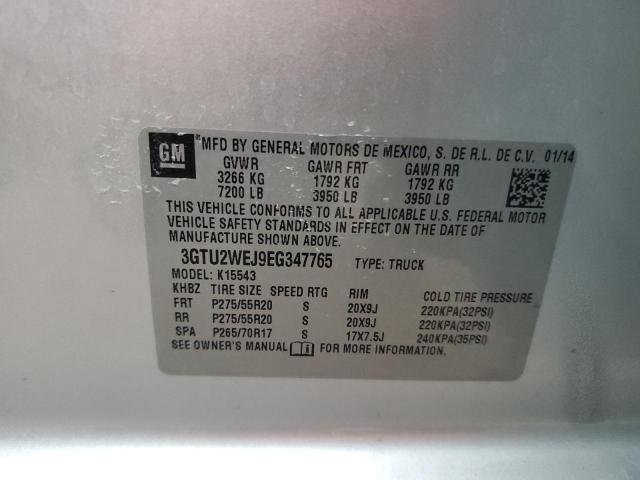 GM ® MFD BY GENERAL MOTORS DE MEXICO, S. DE R.L. DE C.V. 01/14
GVWR GAWR FRT GAWR RR
3266 KG 1792 KG 1792 KG
7200 LB 3950 LB 3950 LB
THIS VEHICLE CONFORMS TO ALL APPLICABLE U.S. FEDERAL MOTOR
VEHICLE SAFETY STANDARDS IN EFFECT ON THE DATE OF
MANUFACTURE SHOWN ABOVE.
3GTU2WEJ9EG347765 TYPE: TRUCK
MODEL: K15543
KHBZ TIRE SIZE SPEED RTG RIM COLD TIRE PRESSURE
FRT P275/55R20 S 20X9J 220KPA(32PSI)
RR P275/55R20 S 20X9J 220KPA(32PSI)
SPA P265/70R17 S 17X7.5J 240KPA(35PSI)
SEE OWNER'S MANUAL i FOR MORE INFORMATION.